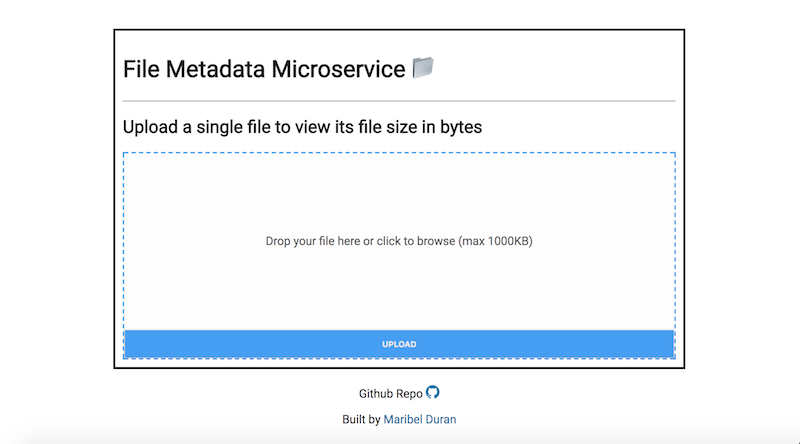 File Metadata Microservice
Upload a single file to view its file size in bytes
Drop your file here or click to browse (max 1000KB)
UPLOAD
Github Repo
Built by Maribel Duran